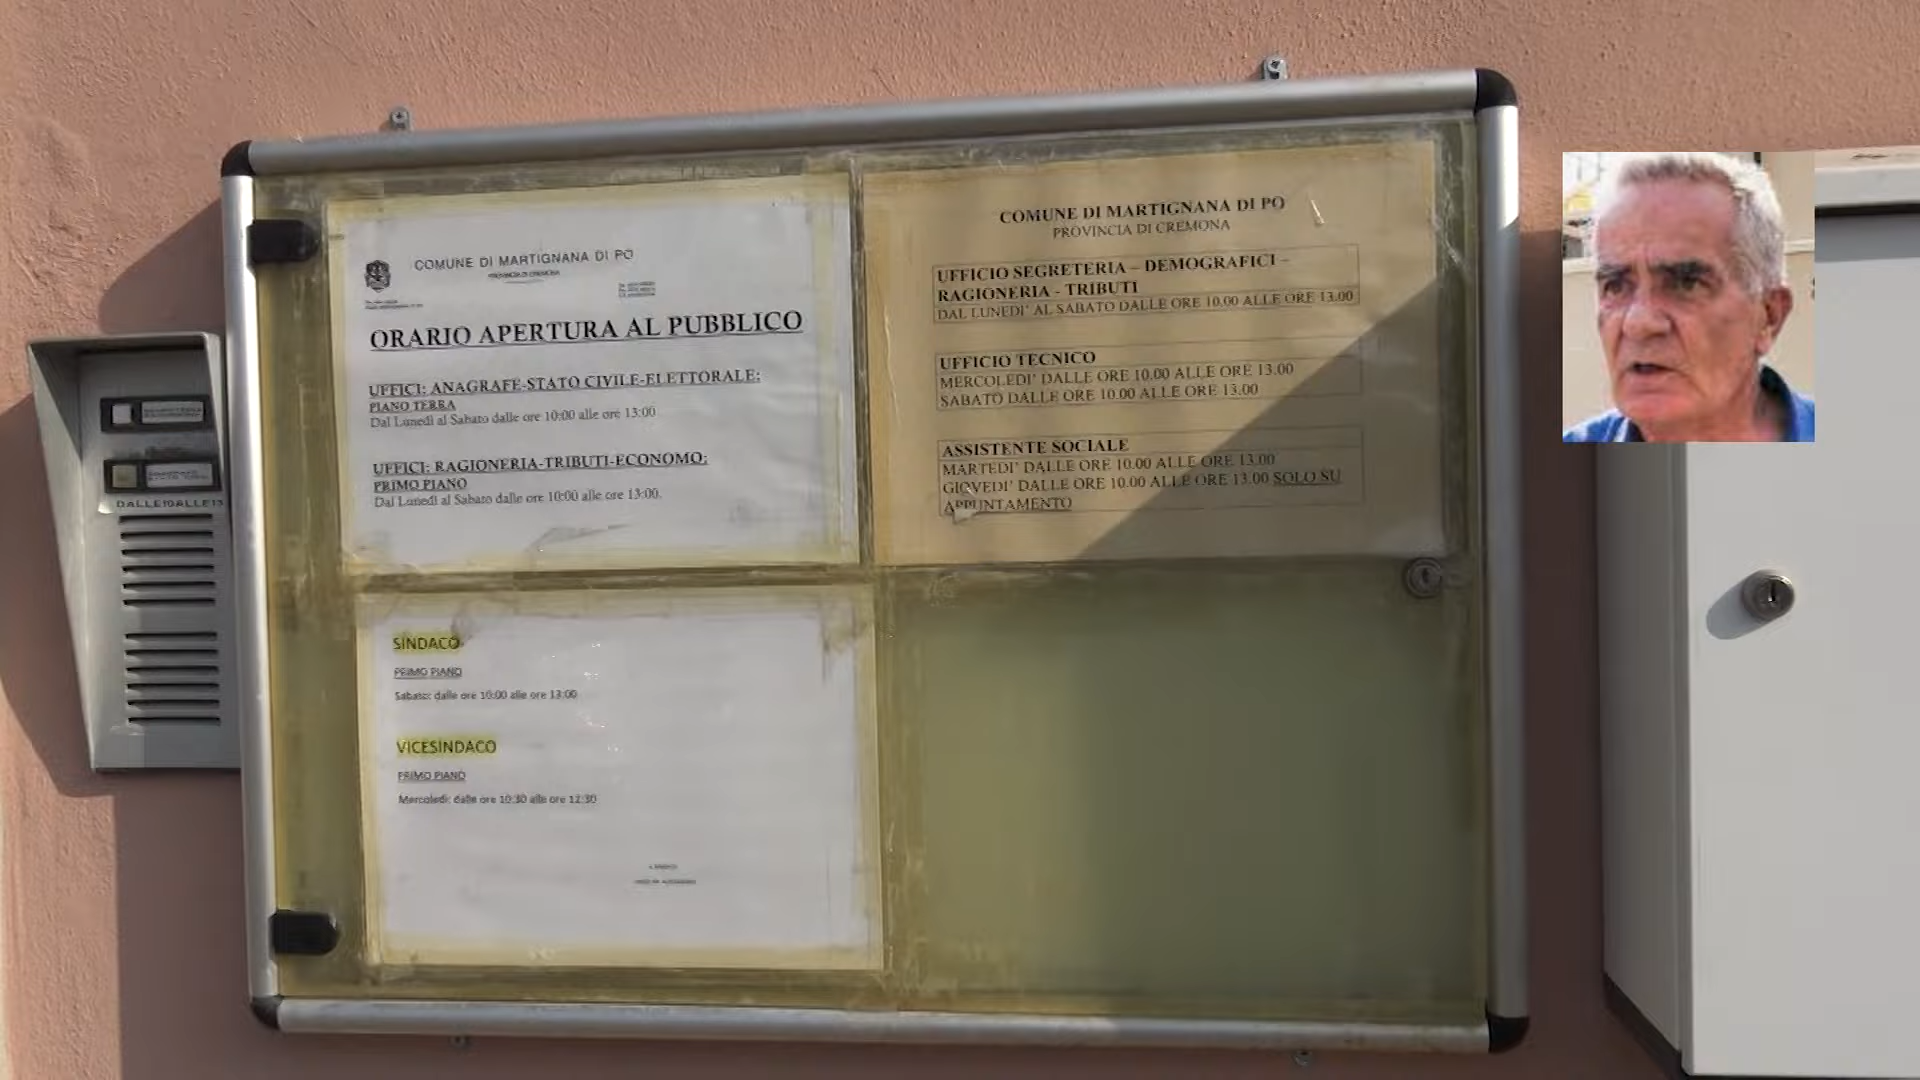 COMUNE DI MARTIGNANA DI PO
PROVINCIA DI CREMONA
ORARIO APERTURA AL PUBBLICO
UFFICI: ANAGRAFE-STATO CIVILE-ELETTORALE:
PIANO TERRA
Dal Lunedì al Sabato dalle ore 10:00 alle ore 13:00
UFFICI: RAGIONERIA-TRIBUTI-ECONOMO:
PRIMO PIANO
Dal Lunedì al Sabato dalle ore 10:00 alle ore 13:00.
COMUNE DI MARTIGNANA DI PO
PROVINCIA DI CREMONA
UFFICIO SEGRETERIA – DEMOGRAFICI –
RAGIONERIA - TRIBUTI
DAL LUNEDI' AL SABATO DALLE ORE 10.00 ALLE ORE 13.00
UFFICIO TECNICO
MERCOLEDI' DALLE ORE 10.00 ALLE ORE 13.00
SABATO DALLE ORE 10.00 ALLE ORE 13.00
ASSISTENTE SOCIALE
MARTEDI' DALLE ORE 10.00 ALLE ORE 13.00
GIOVEDI' DALLE ORE 10.00 ALLE ORE 13.00 SOLO SU
APPUNTAMENTO
SINDACO
PRIMO PIANO
Sabato: dalle ore 10:00 alle ore 13:00
VICESINDACO
PRIMO PIANO
Mercoledì: dalle ore 10:30 alle ore 12:30
IL SINDACO
DALLE10ALLE13